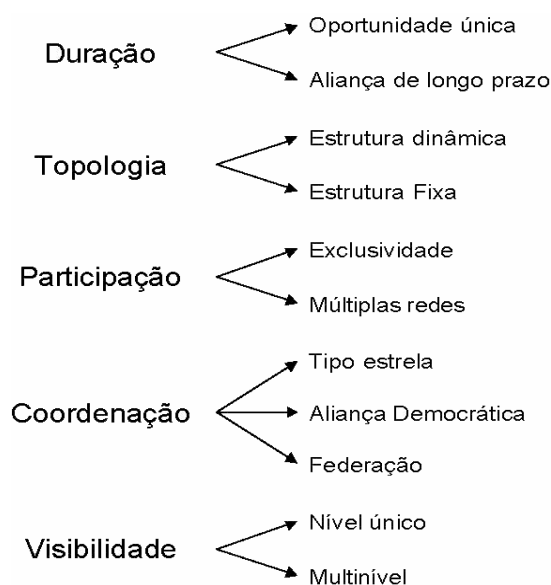 Duração
Oportunidade única
Aliança de longo prazo
Topologia
Estrutura dinâmica
Estrutura Fixa
Participação
Exclusividade
Múltiplas redes
Coordenação
Tipo estrela
Aliança Democrática
Federação
Visibilidade
Nível único
Multinível